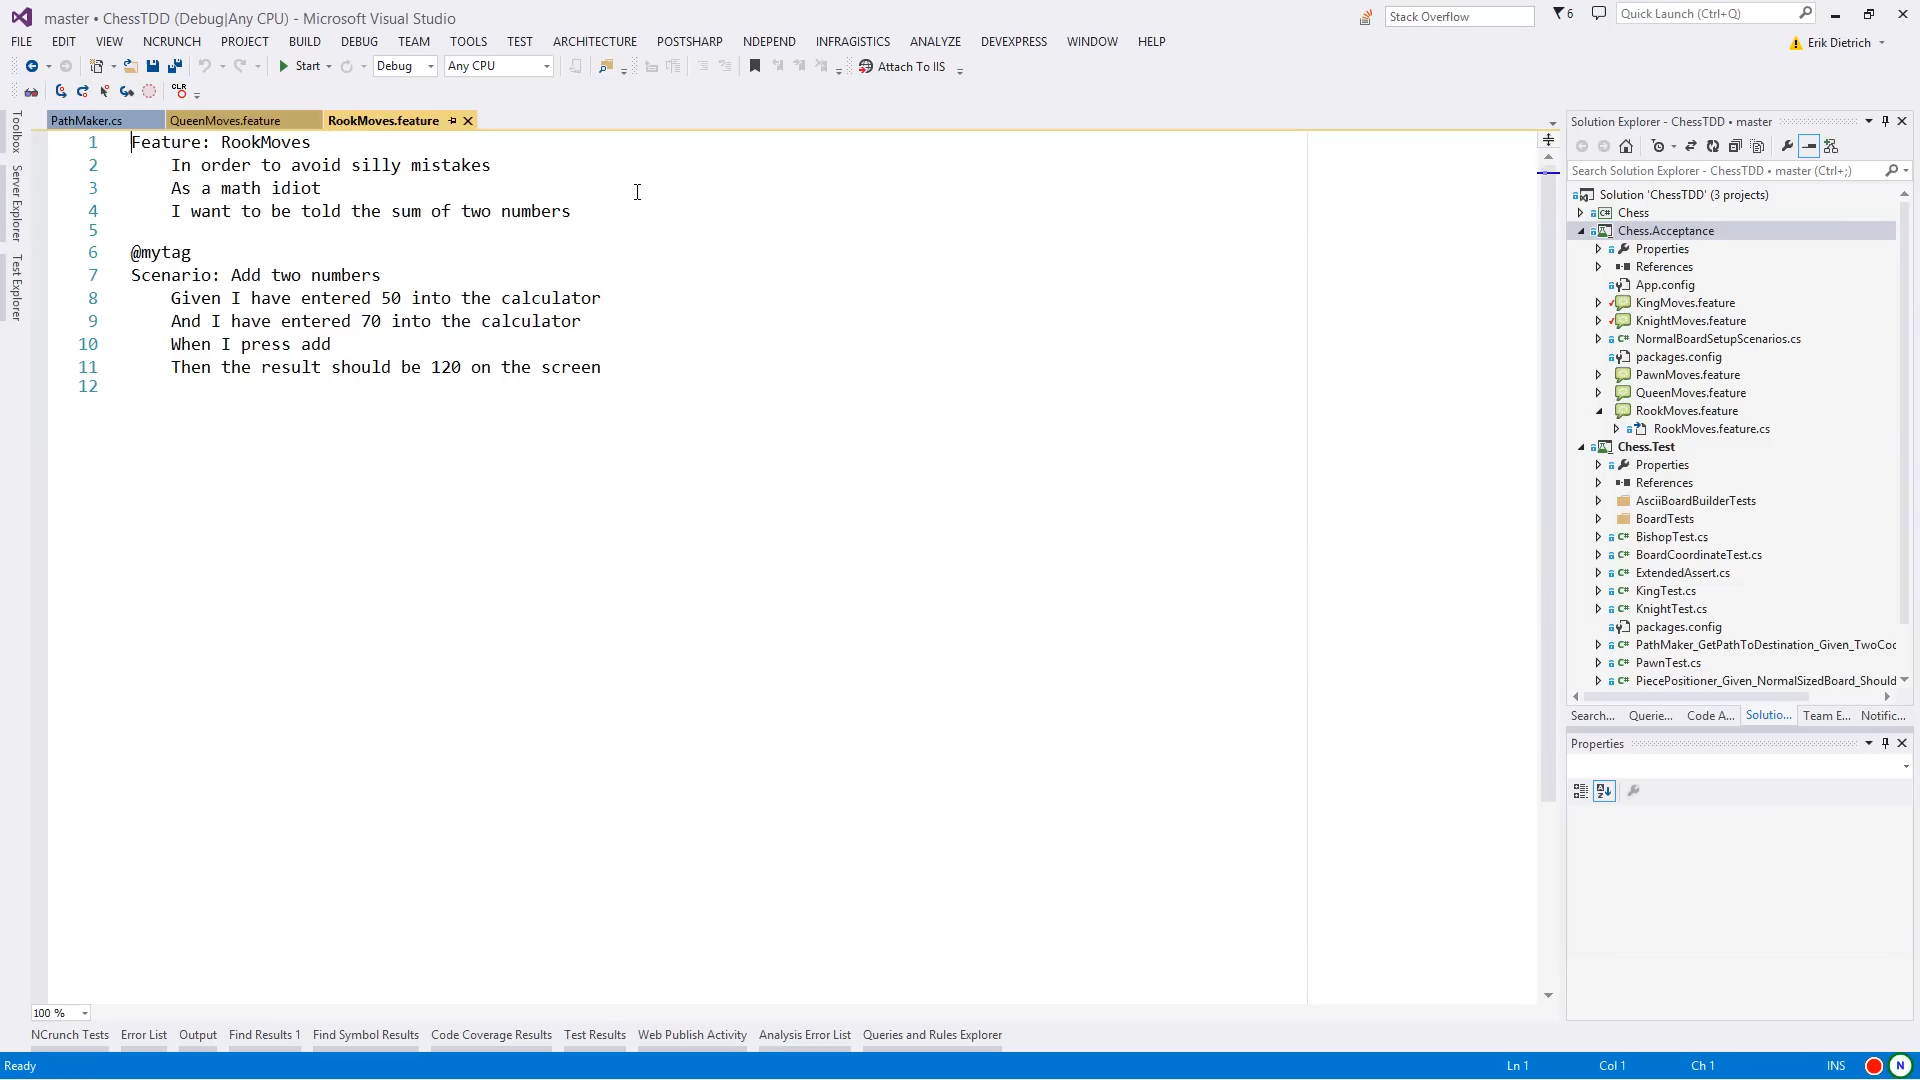 master • ChessTDD (Debug|Any CPU) - Microsoft Visual Studio
Stack Overflow
6
Quick Launch (Ctrl+Q)
FILE EDIT VIEW NCRUNCH PROJECT BUILD DEBUG TEAM TOOLS TEST ARCHITECTURE POSTSHARP NDEPEND INFRAGISTICS ANALYZE DEVEXPRESS WINDOW HELP
Erik Dietrich
Start
Debug
Any CPU
Attach To IIS
CLR
Toolbox
Server Explorer
Test Explorer
PathMaker.cs
QueenMoves.feature
RookMoves.feature
1 Feature: RookMoves
2 In order to avoid silly mistakes
3 As a math idiot
4 I want to be told the sum of two numbers
5
6 @mytag
7 Scenario: Add two numbers
8 Given I have entered 50 into the calculator
9 And I have entered 70 into the calculator
10 When I press add
11 Then the result should be 120 on the screen
12
Solution Explorer - ChessTDD • master
Search Solution Explorer - ChessTDD • master (Ctrl+;)
Solution 'ChessTDD' (3 projects)
C# Chess
Chess.Acceptance
Properties
References
App.config
KingMoves.feature
KnightMoves.feature
C# NormalBoardSetupScenarios.cs
packages.config
PawnMoves.feature
QueenMoves.feature
RookMoves.feature
RookMoves.feature.cs
Chess.Test
Properties
References
AsciiBoardBuilderTests
BoardTests
C# BishopTest.cs
C# BoardCoordinateTest.cs
C# ExtendedAssert.cs
C# KingTest.cs
C# KnightTest.cs
packages.config
C# PathMaker_GetPathToDestination_Given_TwoCoc
C# PawnTest.cs
C# PiecePositioner_Given_NormalSizedBoard_Should
Search... Querie... Code A... Solutio... Team E... Notific...
Properties
100 %
NCrunch Tests Error List Output Find Results 1 Find Symbol Results Code Coverage Results Test Results Web Publish Activity Analysis Error List Queries and Rules Explorer
Ready
Ln 1
Col 1
Ch 1
INS
N